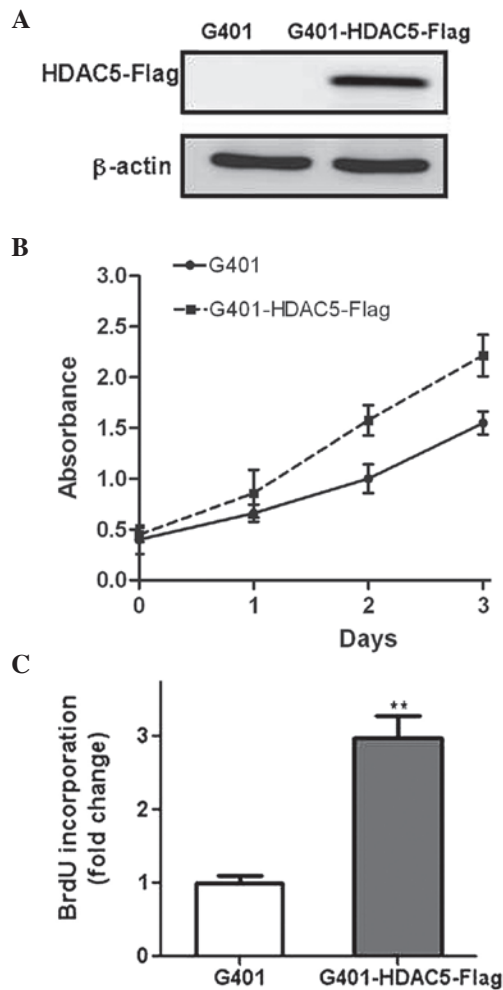 A
G401 G401-HDAC5-Flag
HDAC5-Flag
β-actin
B
G401
G401-HDAC5-Flag
3.0
2.5
2.0
1.5
1.0
0.5
0.0
Absorbance
0 1 2 3
Days
C
**
3
2
1
0
BrdU incorporation
(fold change)
G401 G401-HDAC5-Flag